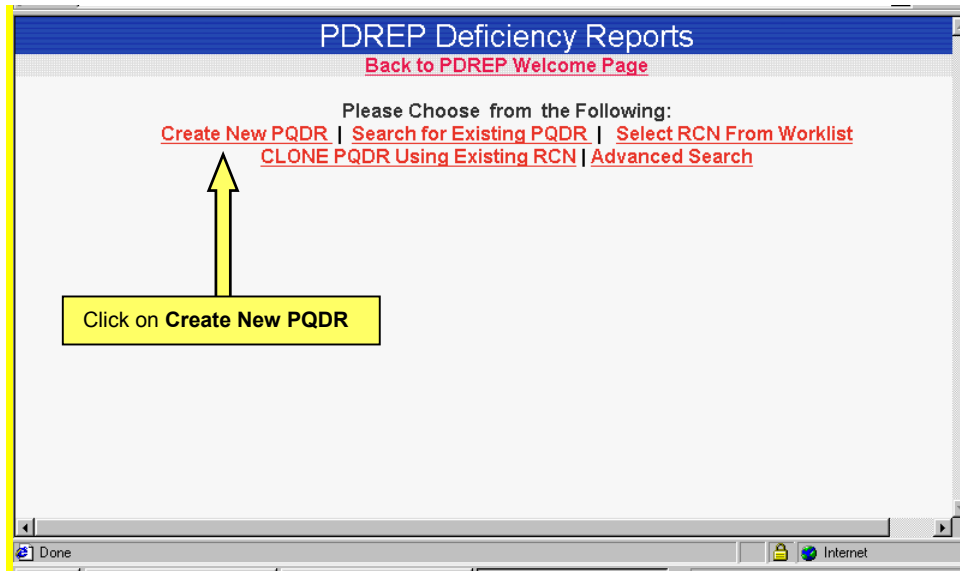 PDREP Deficiency Reports
Back to PDREP Welcome Page
Please Choose from the Following:
Create New PQDR | Search for Existing PQDR | Select RCN From Worklist
CLONE PQDR Using Existing RCN | Advanced Search
Click on Create New PQDR
Done
Internet